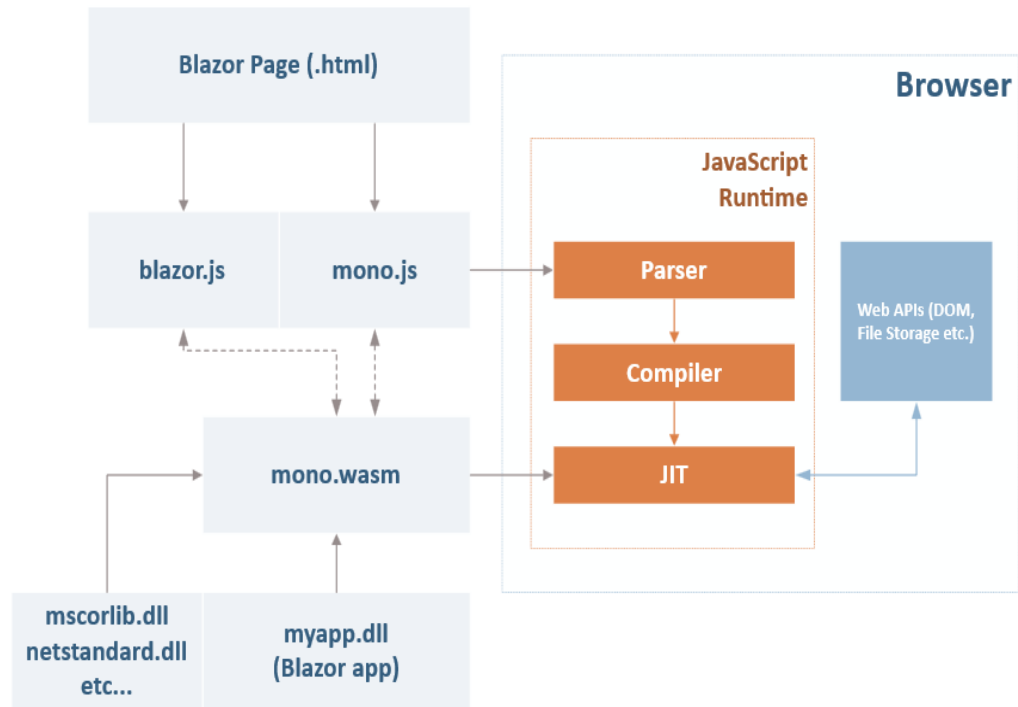 Blazor Page (.html)
Browser
JavaScript
Runtime
blazor.js
mono.js
Parser
Web APIs (DOM,
File Storage etc.)
Compiler
mono.wasm
JIT
mscorlib.dll
netstandard.dll
etc...
myapp.dll
(Blazor app)